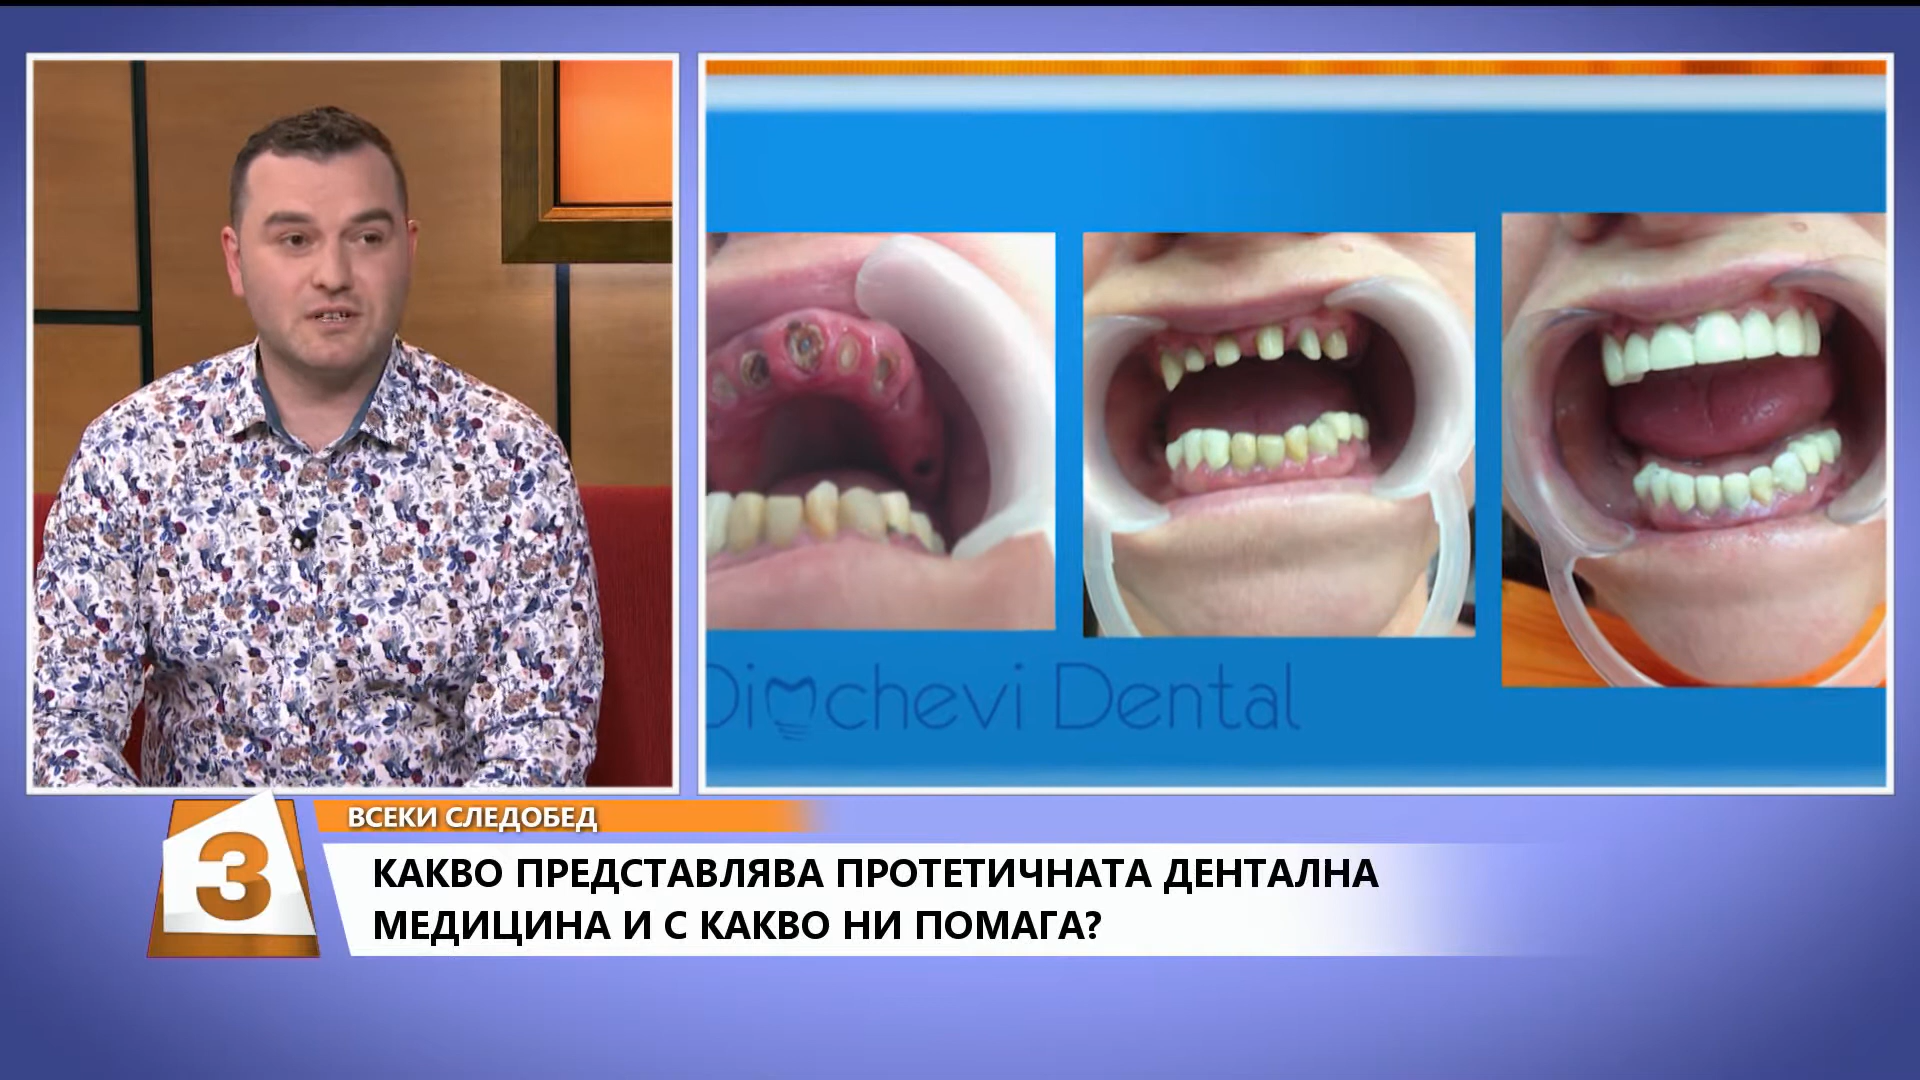 Dimchevi Dental
3
ВСЕКИ СЛЕДОБЕД
КАКВО ПРЕДСТАВЛЯВА ПРОТЕТИЧНАТА ДЕНТАЛНА
МЕДИЦИНА И С КАКВО НИ ПОМАГА?